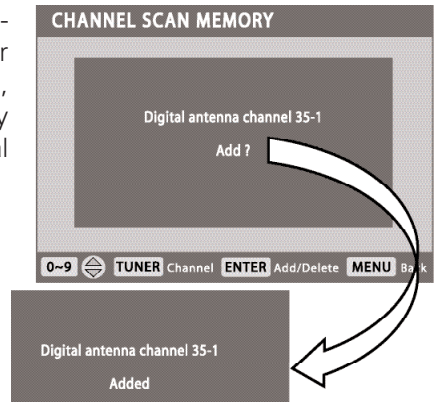 CHANNEL SCAN MEMORY
-
r
,
y
al
Digital antenna channel 35-1
Add ?
0~9 TUNER Channel ENTER Add/Delete MENU Back
Digital antenna channel 35-1
Added